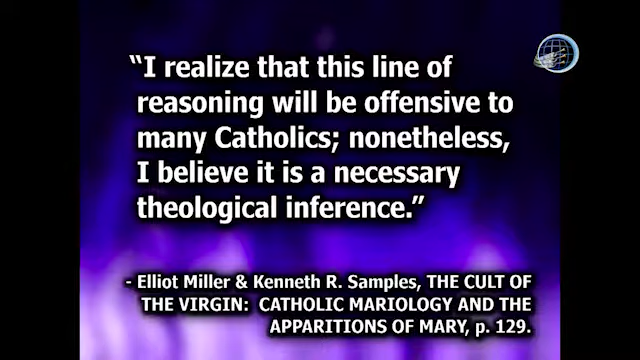 “I realize that this line of
reasoning will be offensive to
many Catholics; nonetheless,
I believe it is a necessary
theological inference.”
- Elliot Miller & Kenneth R. Samples, THE CULT OF
THE VIRGIN: CATHOLIC MARIOLOGY AND THE
APPARITIONS OF MARY, p. 129.